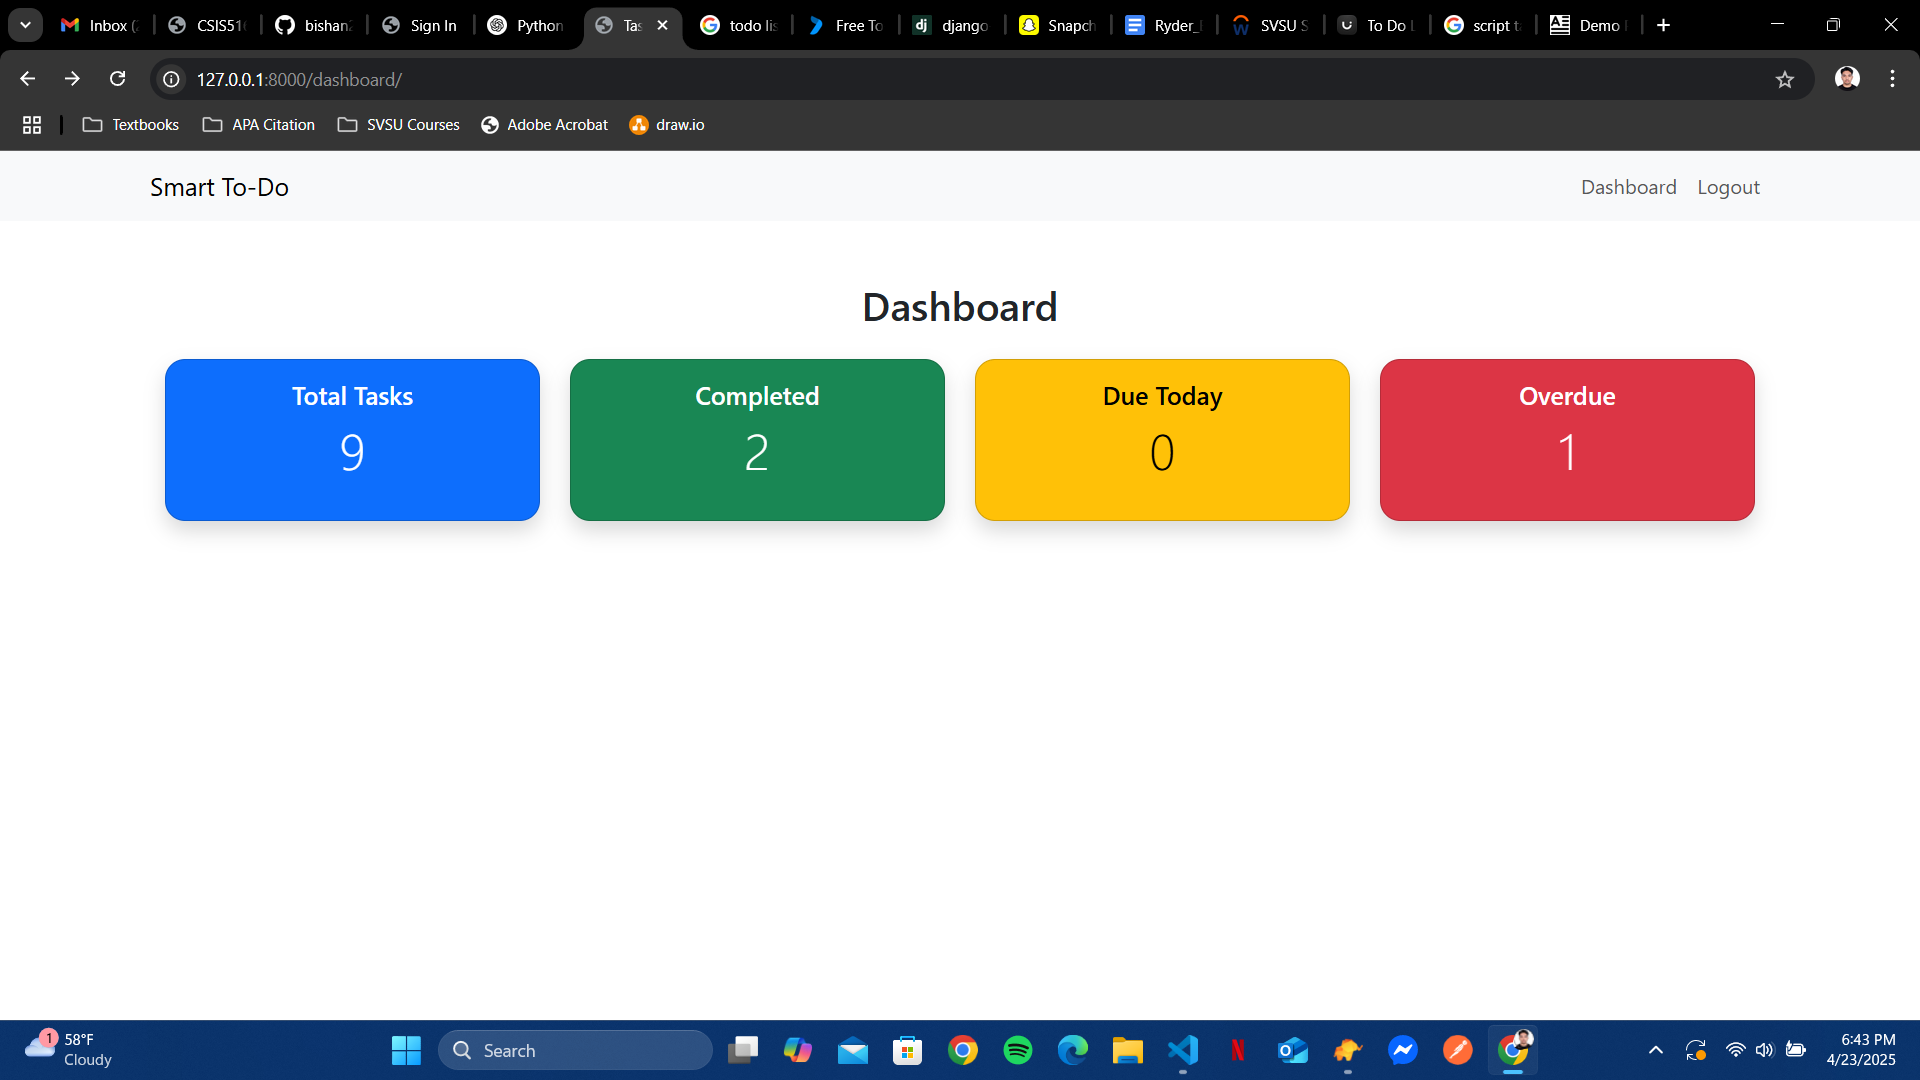 Inbox (
CSIS51
bishan
Sign In
Python
Tas
todo lis
Free To
django
Snapch
Ryder_
SVSU S
To Do L
script t
Demo
127.0.0.1:8000/dashboard/
Textbooks
APA Citation
SVSU Courses
Adobe Acrobat
draw.io
Smart To-Do
Dashboard
Logout
Dashboard
Total Tasks
9
Completed
2
Due Today
0
Overdue
1
1
58°F
Cloudy
Search
6:43 PM
4/23/2025